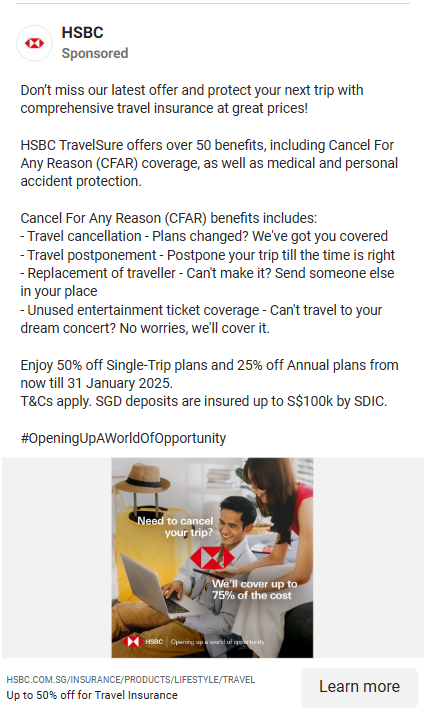 HSBC
Sponsored
Don't miss our latest offer and protect your next trip with
comprehensive travel insurance at great prices!
HSBC TravelSure offers over 50 benefits, including Cancel For
Any Reason (CFAR) coverage, as well as medical and personal
accident protection.
Cancel For Any Reason (CFAR) benefits includes:
- Travel cancellation - Plans changed? We've got you covered
- Travel postponement - Postpone your trip till the time is right
- Replacement of traveller - Can't make it? Send someone else
in your place
- Unused entertainment ticket coverage - Can't travel to your
dream concert? No worries, we'll cover it.
Enjoy 50% off Single-Trip plans and 25% off Annual plans from
now till 31 January 2025.
T&Cs apply. SGD deposits are insured up to S$100k by SDIC.
#OpeningUpAWorldOfOpportunity
Need to cancel
your trip?
We'll cover up to
75% of the cost
HSBC
Opening up a world of opportunity
HSBC.COM.SG/INSURANCE/PRODUCTS/LIFESTYLE/TRAVEL
Up to 50% off for Travel Insurance
Learn more